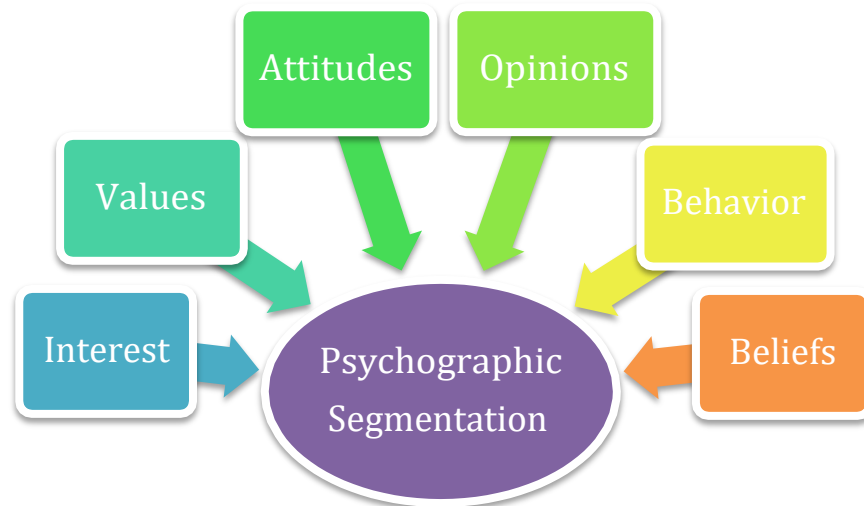 Attitudes
Opinions
Values
Behavior
Interest
Beliefs
Psychographic
Segmentation